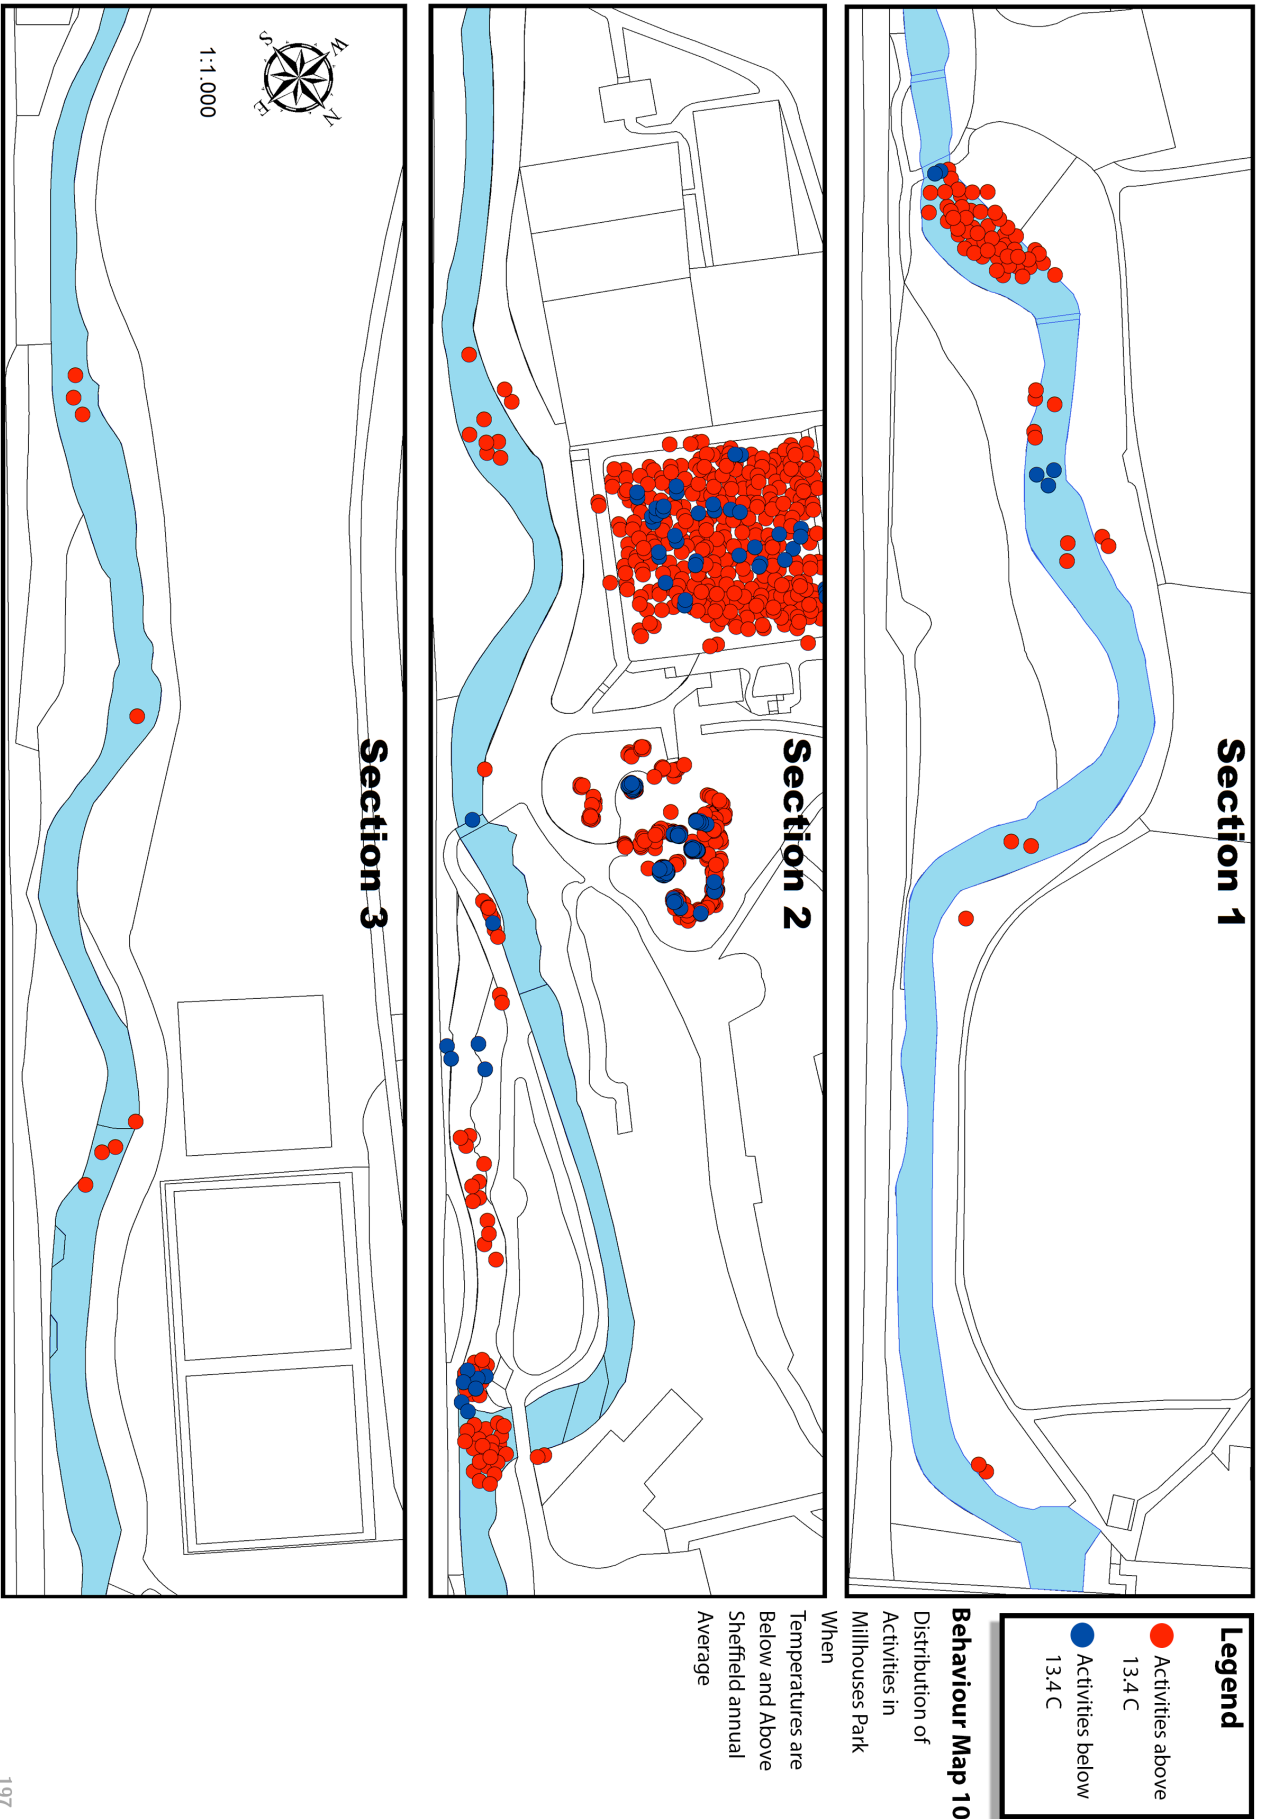 Section 1
Section 2
Section 3
W
N
S
E
1:1.000
Legend
Activities above
13.4 C
Activities below
13.4 C
Behaviour Map 10
Distribution of
Activities in
Millhouses Park
When
Temperatures are
Below and Above
Sheffield annual
Average
197